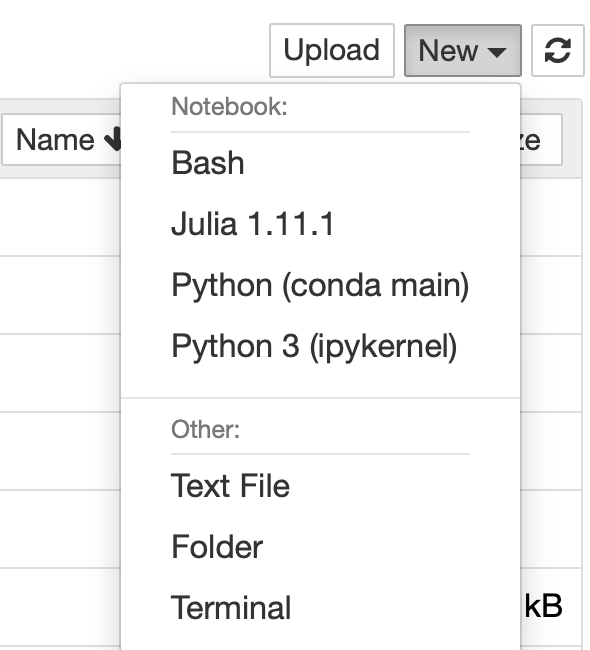 Upload New
Name ze
Notebook:
Bash
Julia 1.11.1
Python (conda main)
Python 3 (ipykernel)
Other:
Text File
Folder
Terminal kB